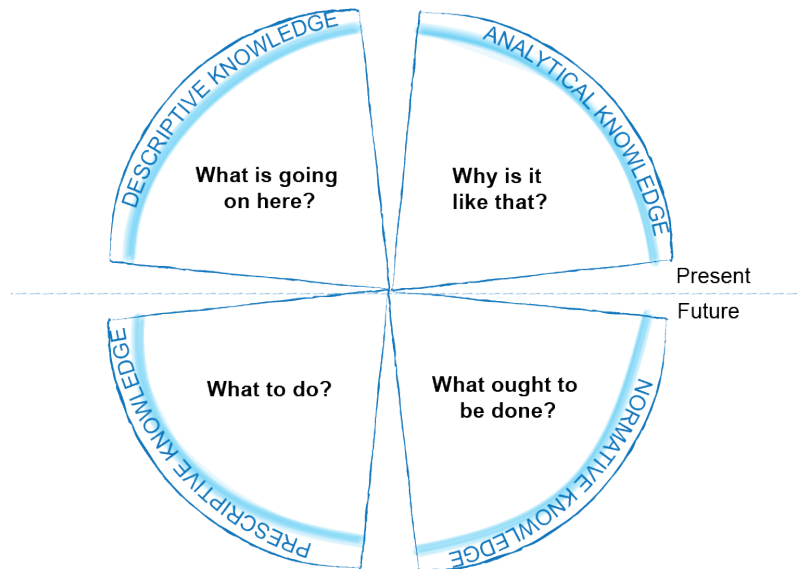 DESCRIPTIVE KNOWLEDGE
ANALYTICAL KNOWLEDGE
What is going
on here?
Why is it
like that?
Present
Future
What to do?
What ought to
be done?
PRESCRIPTIVE KNOWLEDGE
NORMATIVE KNOWLEDGE